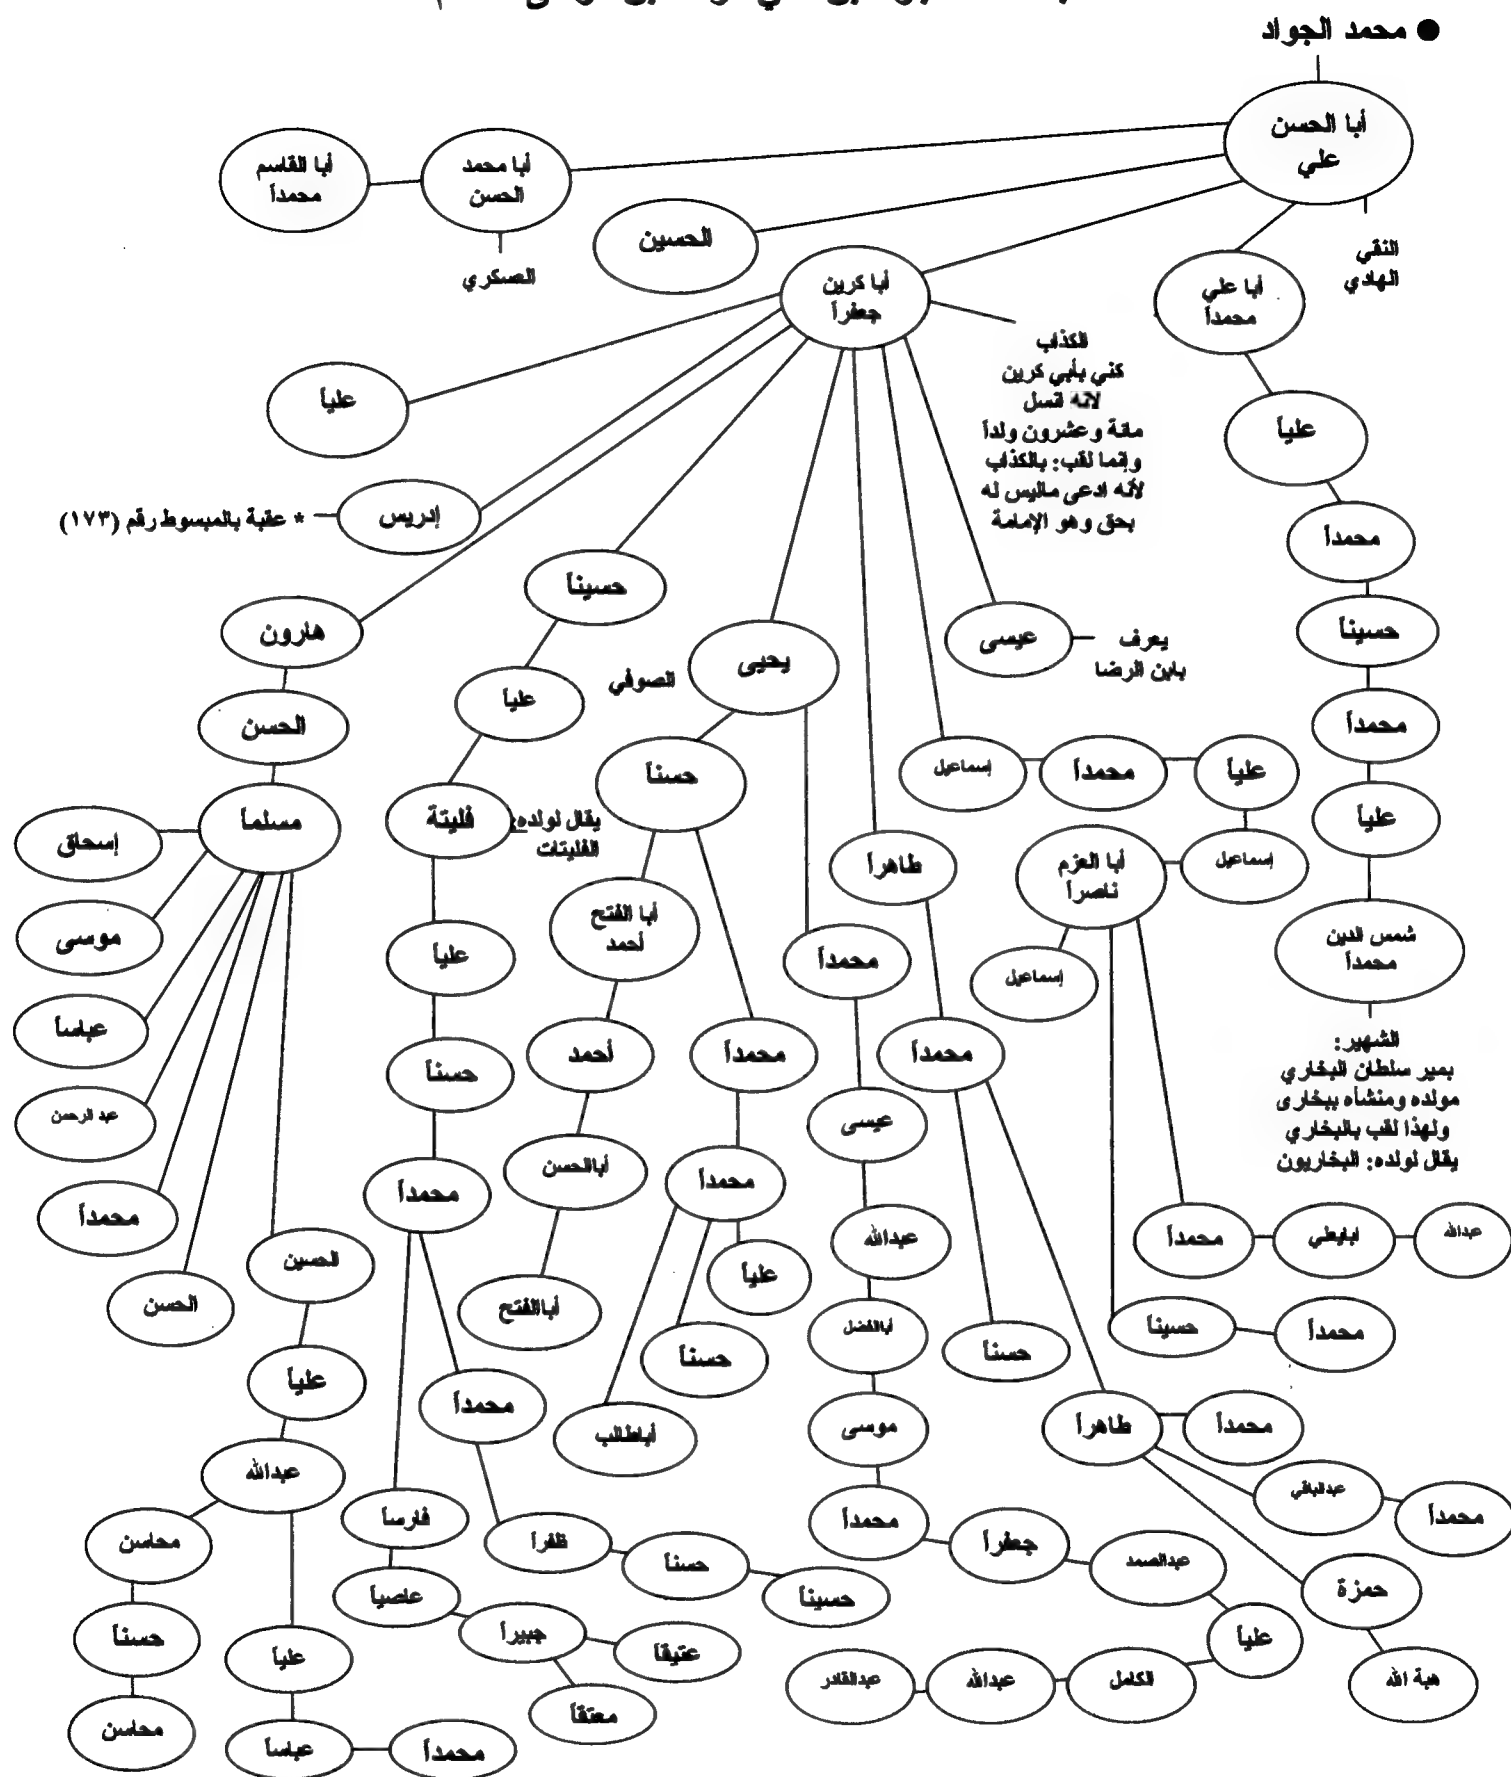 ● محمد الجواد
أبا الحسن
علي
النقي
الهادي
أبا محمد
الحسن
العسكري
أبا القاسم
محمداً
الحسين
أبا كرين
جعفراً
الكذاب
كني بأبي كرين
لانه انسل
مائة وعشرون ولداً
وإنما لقب: بالكذاب
لأنه ادعى ماليس له
بحق وهو الإمامة
أبا علي
محمداً
علياً
محمداً
حسيناً
محمداً
علياً
شمس الدين
محمداً
الشهير:
بمير سلطان البخاري
مولده ومنشأه ببخارى
ولهذا لقب بالبخاري
يقال لولده: البخاريون
علياً
إدريس
* عقبة بالمبسوط رقم (١٧٣)
هارون
الحسن
مسلماً
إسحاق
موسى
عباساً
عبد الرحمن
محمداً
الحسن
الحسين
علياً
عبدالله
محاسن
حسناً
محاسن
علياً
عباساً
محمداً
حسيناً
علياً
فليتة
يقال لولده:
الفليتات
علياً
حسناً
محمداً
فارساً
عاصياً
جبيراً
عتيقاً
معتقاً
محمداً
ظفراً
حسناً
حسيناً
يحيى
الصوفي
حسناً
أبا الفتح
أحمد
أحمد
أباالحسن
أباالفتح
محمداً
محمداً
علياً
حسناً
أباطالب
محمداً
عيسى
عبدالله
أباالفضل
موسى
محمداً
جعفراً
عبدالصمد
علياً
الكامل
عبدالله
عبدالقادر
طاهراً
محمداً
حسناً
طاهراً
محمداً
عبدالباقي
محمداً
حمزة
هبة الله
إسماعيل
محمداً
علياً
إسماعيل
أبا العزم
ناصراً
إسماعيل
محمداً
ابايعلي
عبدالله
حسيناً
محمداً
عيسى
يعرف
بابن الرضا